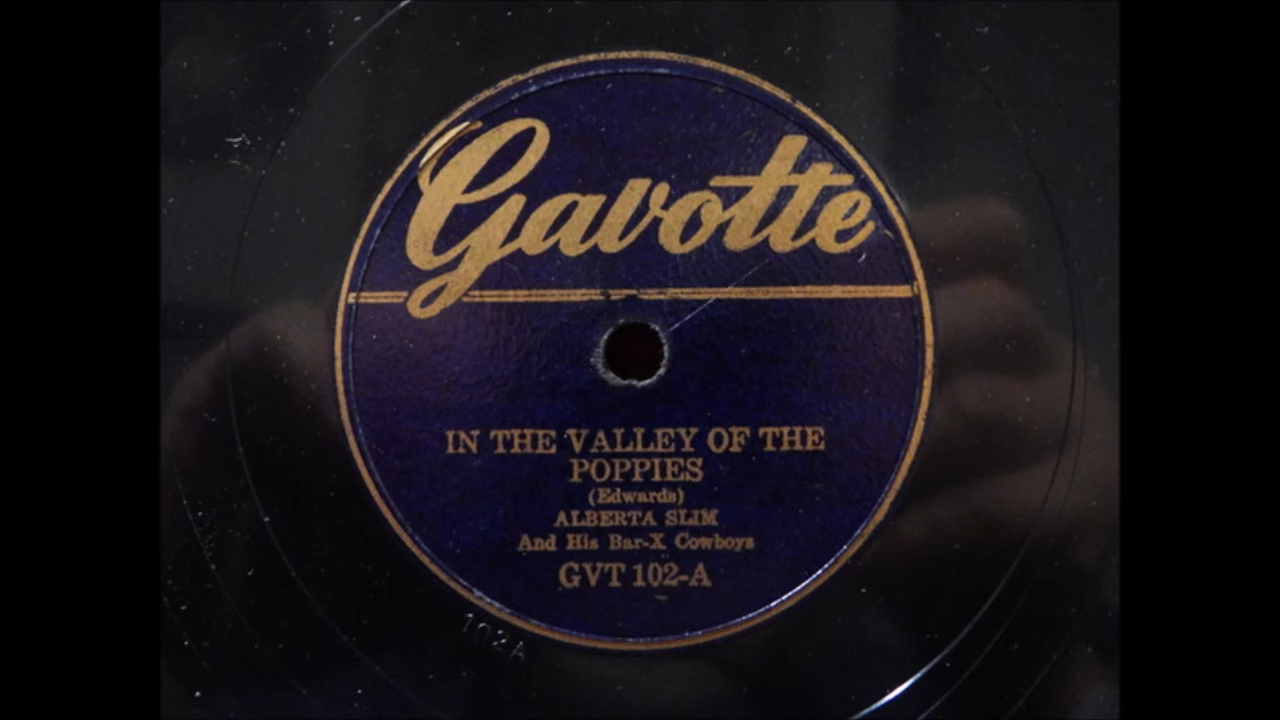 Gavotte
IN THE VALLEY OF THE
POPPIES
(Edwards)
ALBERTA SLIM
And His Bar-X Cowboys
GVT 102-A
102A